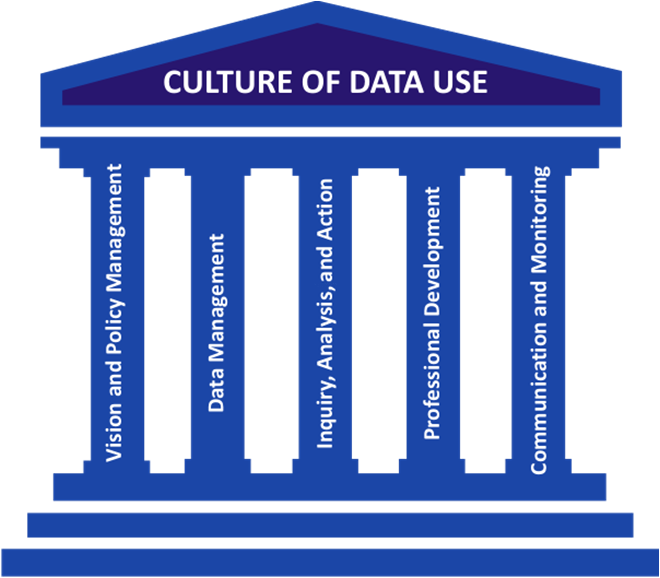 CULTURE OF DATA USE
Vision and Policy Management
Data Management
Inquiry, Analysis, and Action
Professional Development
Communication and Monitoring